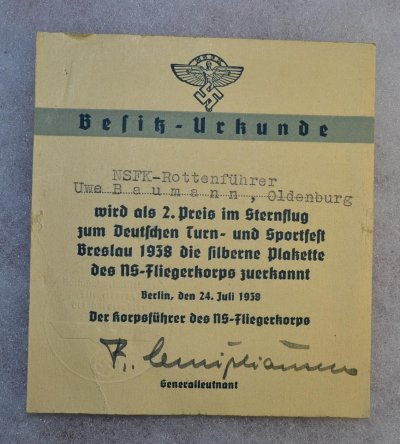 Besitz-Urkunde
NSFK-Rottenführer
Uwe Baumann, Oldenburg
wird als 2. Preis im Sternflug
zum Deutschen Turn- und Sportfest
Breslau 1938 die silberne Plakette
des NS-Fliegerkorps zuerkannt
Berlin, den 24. Juli 1938
Der Korpsführer des NS-Fliegerkorps
Generalleutnant